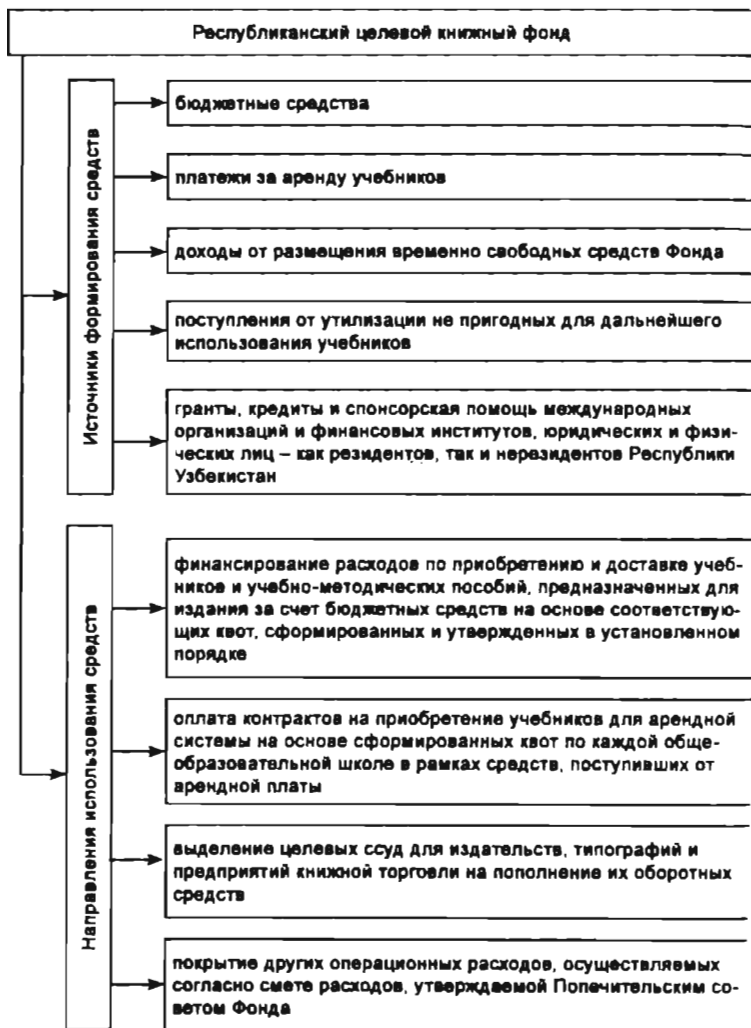 Республиканский целевой книжный фонд
Источники формирования средств
бюджетные средства
платежи за аренду учебников
доходы от размещения временно свободных средств Фонда
поступления от утилизации не пригодных для дальнейшего
использования учебников
гранты, кредиты и спонсорская помощь международных
организаций и финансовых институтов, юридических и физи-
ческих лиц – как резидентов, так и нерезидентов Республики
Узбекистан
Направления использования средств
финансирование расходов по приобретению и доставке учеб-
ников и учебно-методических пособий, предназначенных для
издания за счет бюджетных средств на основе соответствую-
щих квот, сформированных и утвержденных в установленном
порядке
оплата контрактов на приобретение учебников для арендной
системы на основе сформированных квот по каждой обще-
образовательной школе в рамках средств, поступивших от
арендной платы
выделение целевых ссуд для издательств, типографий и
предприятий книжной торговли на пополнение их оборотных
средств
покрытие других операционных расходов, осуществляемых
согласно смете расходов, утверждаемой Попечительским со-
ветом Фонда